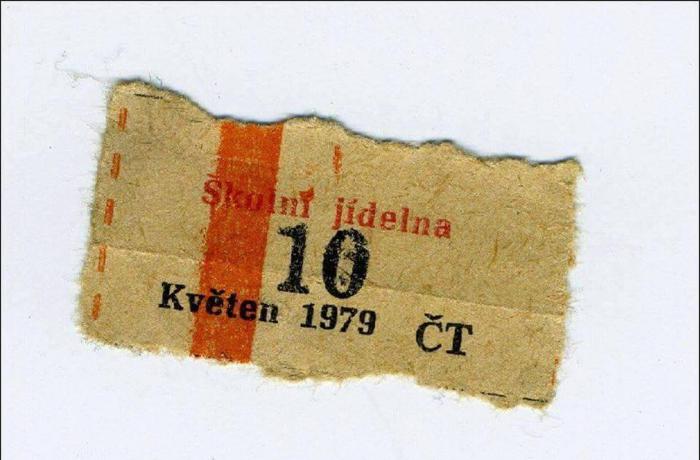 Školní jídelna
10
Květen 1979 ČT